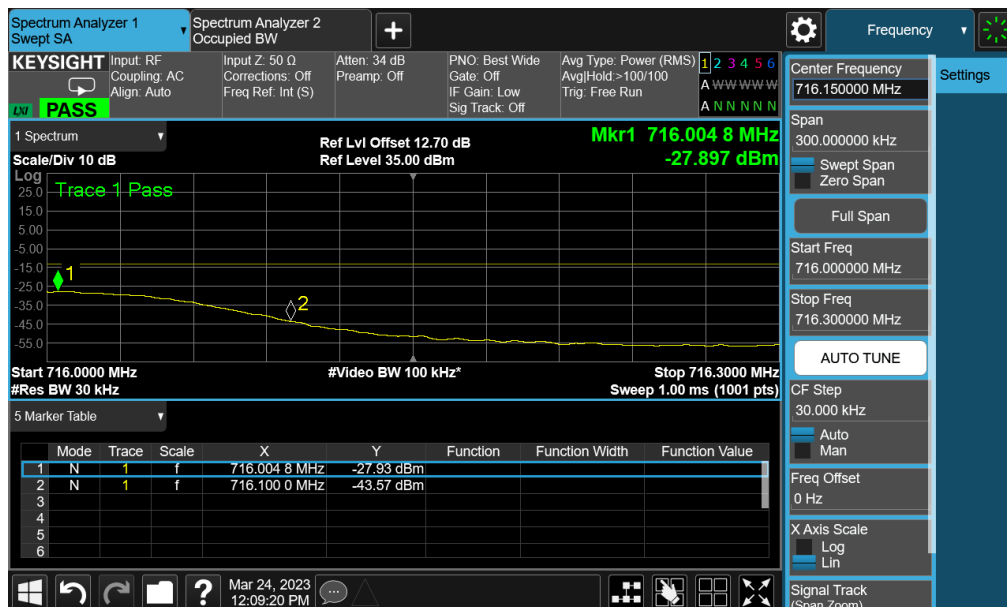 Spectrum Analyzer 1
Swept SA
Spectrum Analyzer 2
Occupied BW
Frequency
KEYSIGHT
LXI
PASS
Input: RF
Coupling: AC
Align: Auto
Input Z: 50 Ω
Corrections: Off
Freq Ref: Int (S)
Atten: 34 dB
Preamp: Off
PNO: Best Wide
Gate: Off
IF Gain: Low
Sig Track: Off
Avg Type: Power (RMS)
Avg|Hold:>100/100
Trig: Free Run
1 2 3 4 5 6
A W W W W W
A N N N N N
1 Spectrum
Scale/Div 10 dB
Ref Lvl Offset 12.70 dB
Ref Level 35.00 dBm
Mkr1 716.004 8 MHz
-27.897 dBm
Log
Trace 1 Pass
25.0
15.0
5.00
-5.00
-15.0
-25.0
-35.0
-45.0
-55.0
1
2
Start 716.0000 MHz
#Video BW 100 kHz*
Stop 716.3000 MHz
#Res BW 30 kHz
Sweep 1.00 ms (1001 pts)
5 Marker Table
Mode Trace Scale X Y Function Function Width Function Value
1 N 1 f 716.004 8 MHz -27.93 dBm
2 N 1 f 716.100 0 MHz -43.57 dBm
3
4
5
6
?
Mar 24, 2023
12:09:20 PM
Center Frequency
716.150000 MHz
Settings
Span
300.000000 kHz
Swept Span
Zero Span
Full Span
Start Freq
716.000000 MHz
Stop Freq
716.300000 MHz
AUTO TUNE
CF Step
30.000 kHz
Auto
Man
Freq Offset
0 Hz
X Axis Scale
Log
Lin
Signal Track
(Span Zoom)